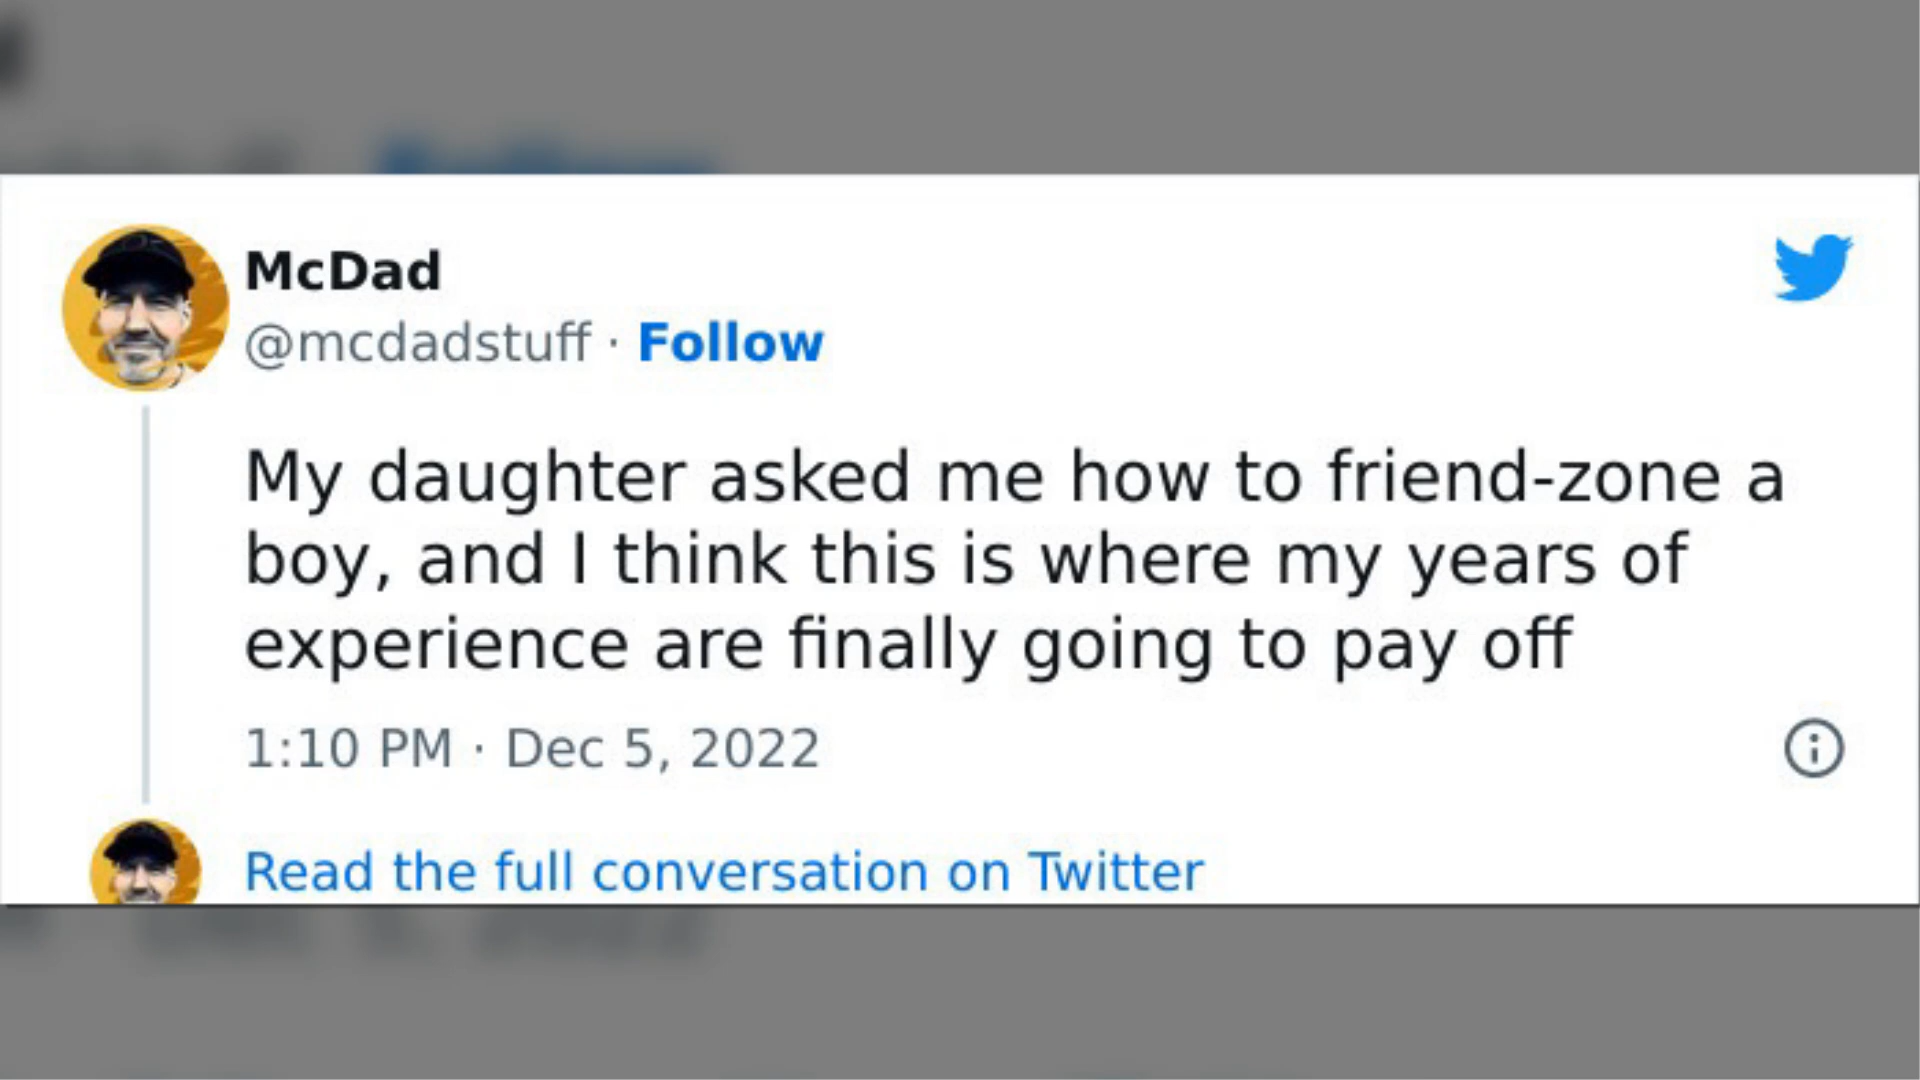 McDad
@mcdadstuff · Follow
My daughter asked me how to friend-zone a
boy, and I think this is where my years of
experience are finally going to pay off
1:10 PM · Dec 5, 2022
Read the full conversation on Twitter